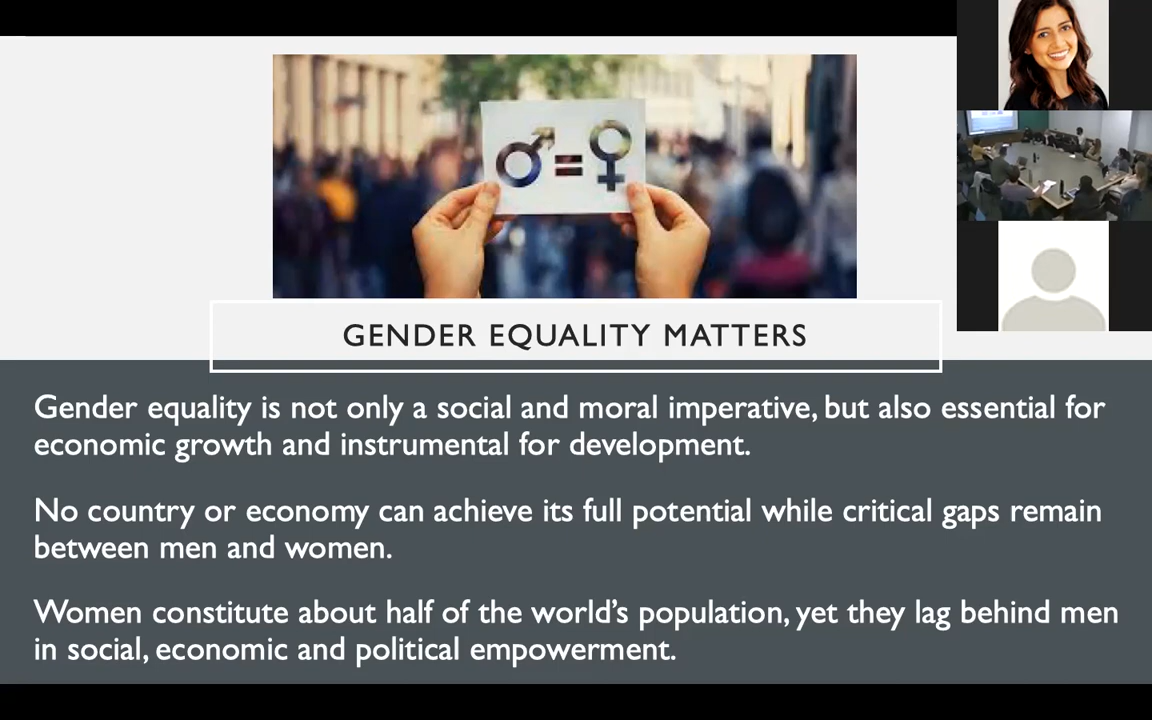 ♂=♀
GENDER EQUALITY MATTERS
Gender equality is not only a social and moral imperative, but also essential for
economic growth and instrumental for development.
No country or economy can achieve its full potential while critical gaps remain
between men and women.
Women constitute about half of the world's population, yet they lag behind men
in social, economic and political empowerment.